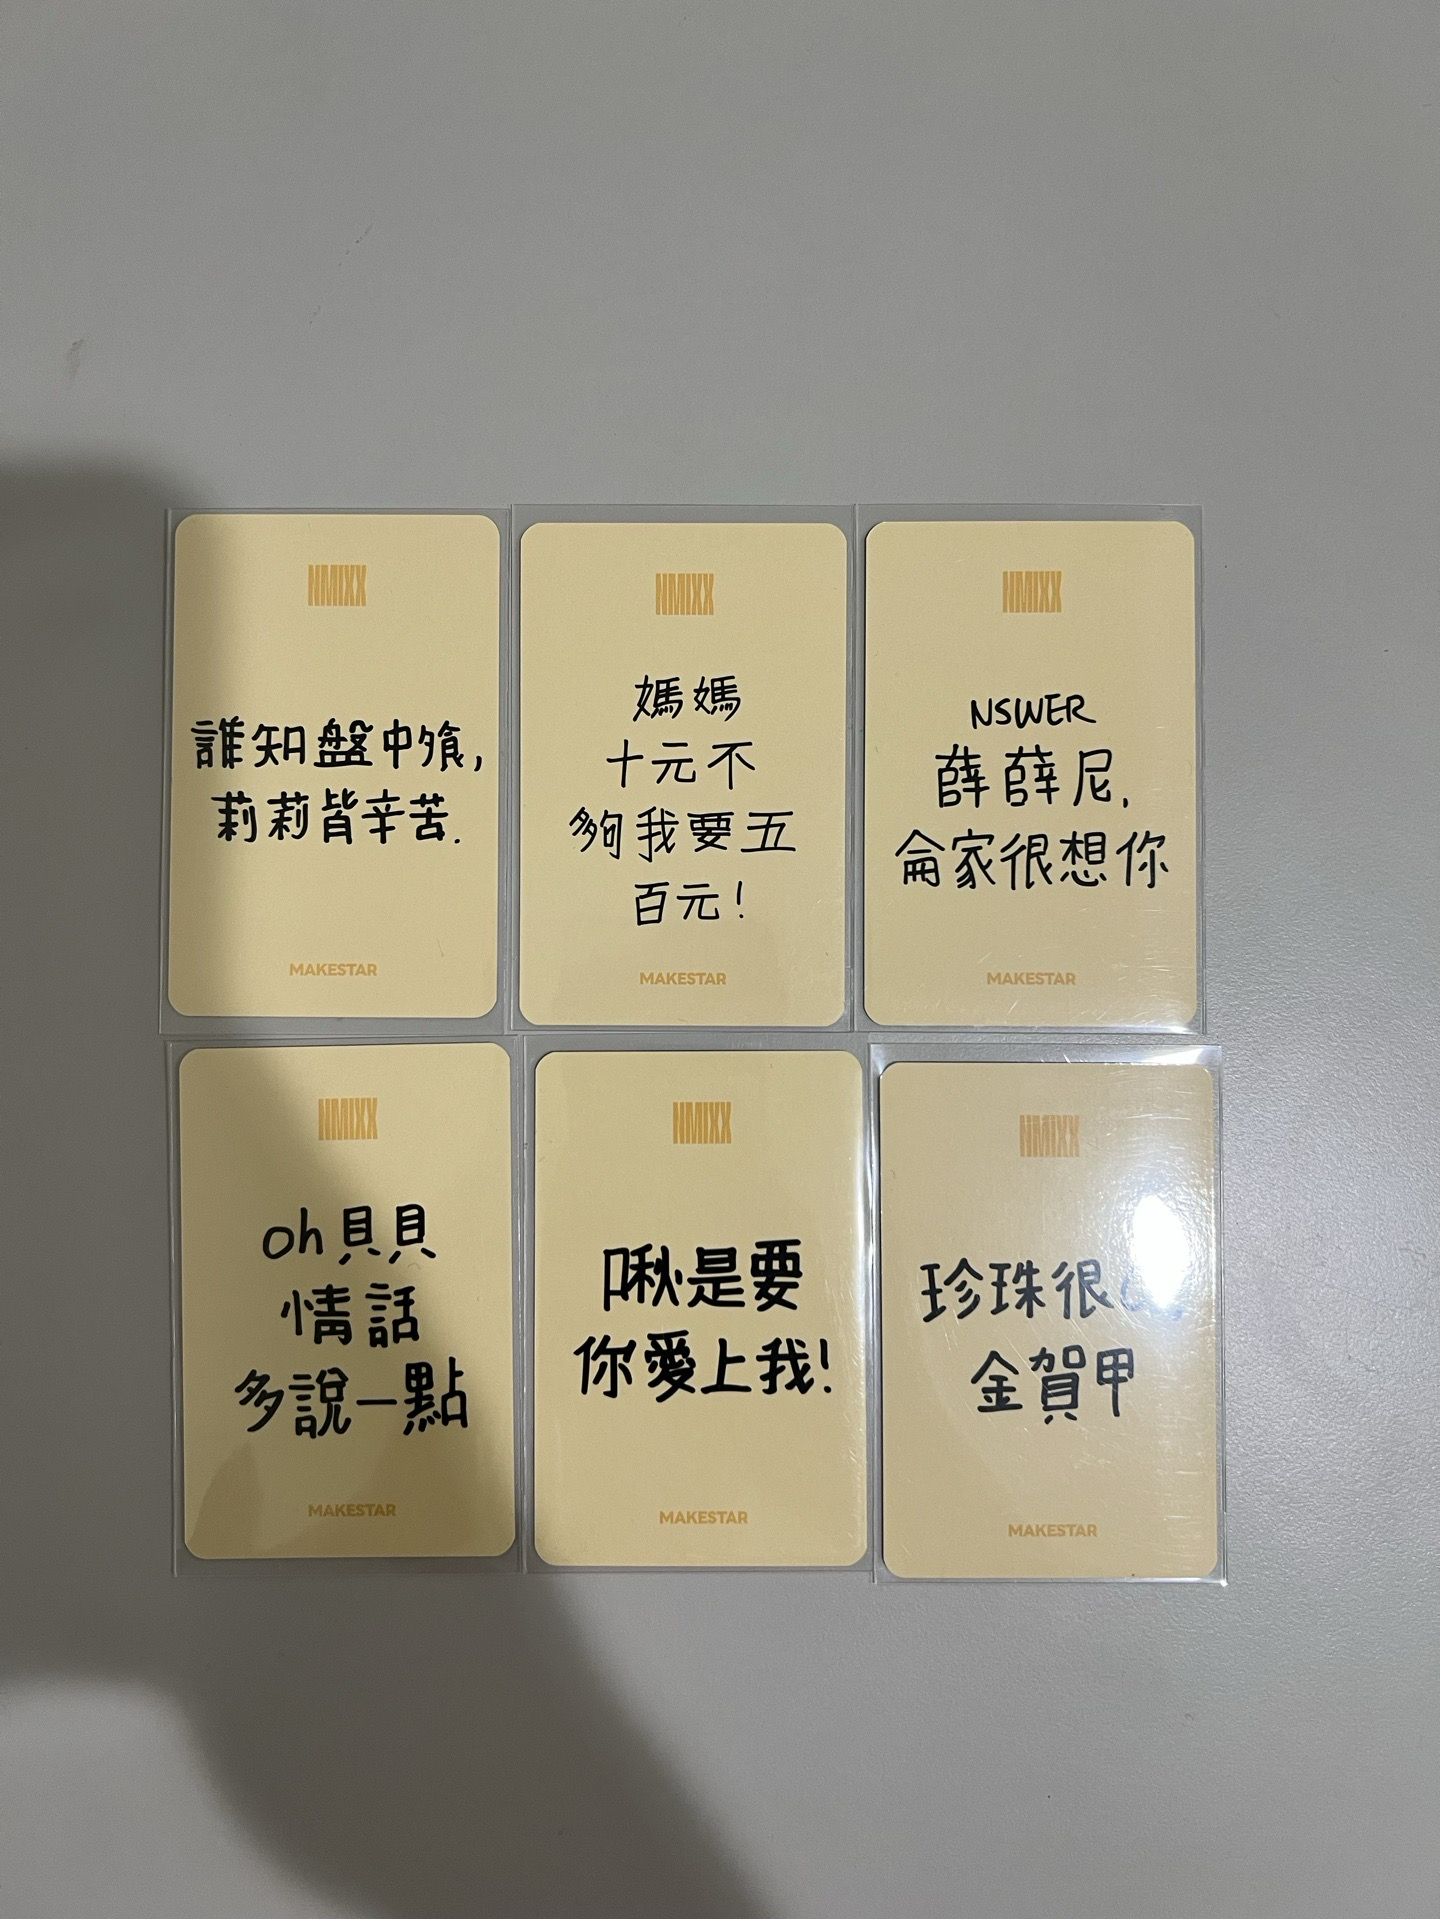 NMIXX
誰知盤中飧,
莉莉皆辛苦.
MAKESTAR
NMIXX
媽媽
十元不
夠我要五
百元!
MAKESTAR
NMIXX
NSWER
薛薛尼,
侖家很想你
MAKESTAR
NMIXX
oh貝貝
情話
多說一點
MAKESTAR
NMIXX
啾是要
你愛上我!
MAKESTAR
NMIXX
珍珠很
金賀甲
MAKESTAR